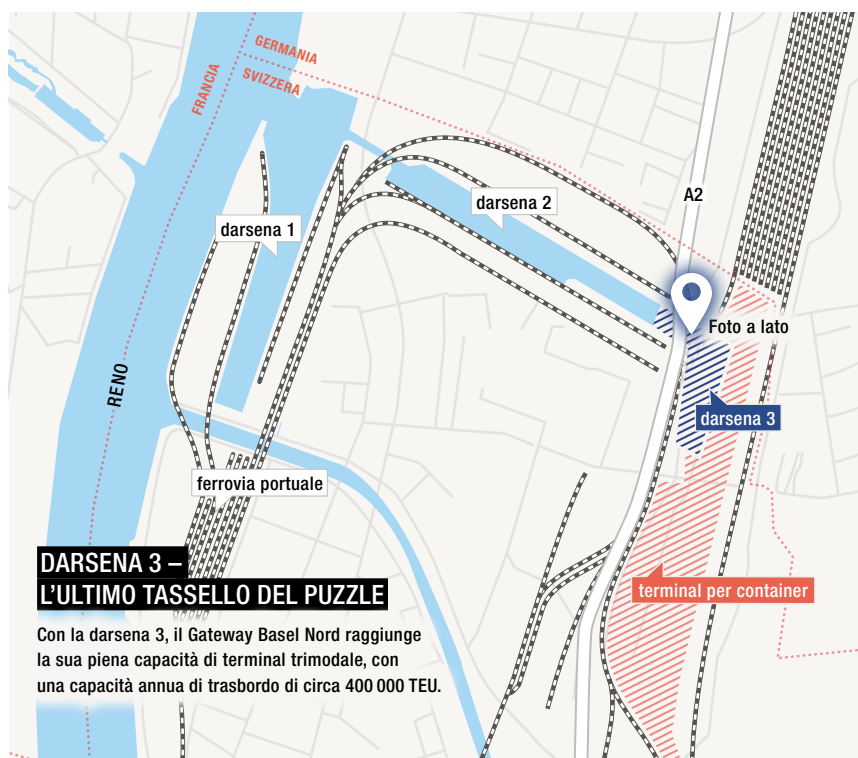 GERMANIA
FRANCIA
SVIZZERA
A2
darsena 2
darsena 1
Foto a lato
RENO
darsena 3
ferrovia portuale
DARSENA 3 –
L’ULTIMO TASSELLO DEL PUZZLE
terminal per container
Con la darsena 3, il Gateway Basel Nord raggiunge
la sua piena capacità di terminal trimodale, con
una capacità annua di trasbordo di circa 400 000 TEU.